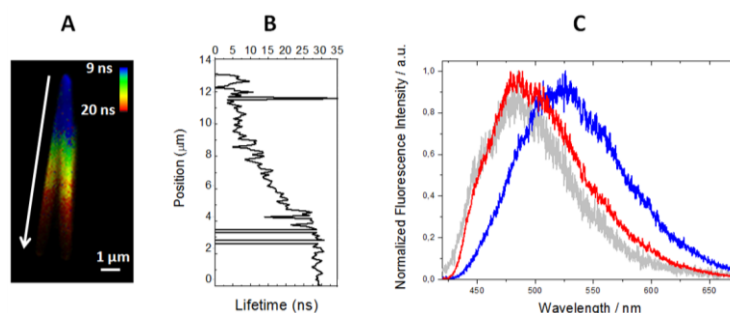 A
B
C
9 ns
20 ns
1 μm
0 5 10 15 20 25 30 35
14
12
10
8
6
4
2
0
Position (μm)
Lifetime (ns)
1,0
0,8
0,6
0,4
0,2
0,0
Normalized Fluorescence Intensity / a.u.
450 500 550 600 650
Wavelength / nm